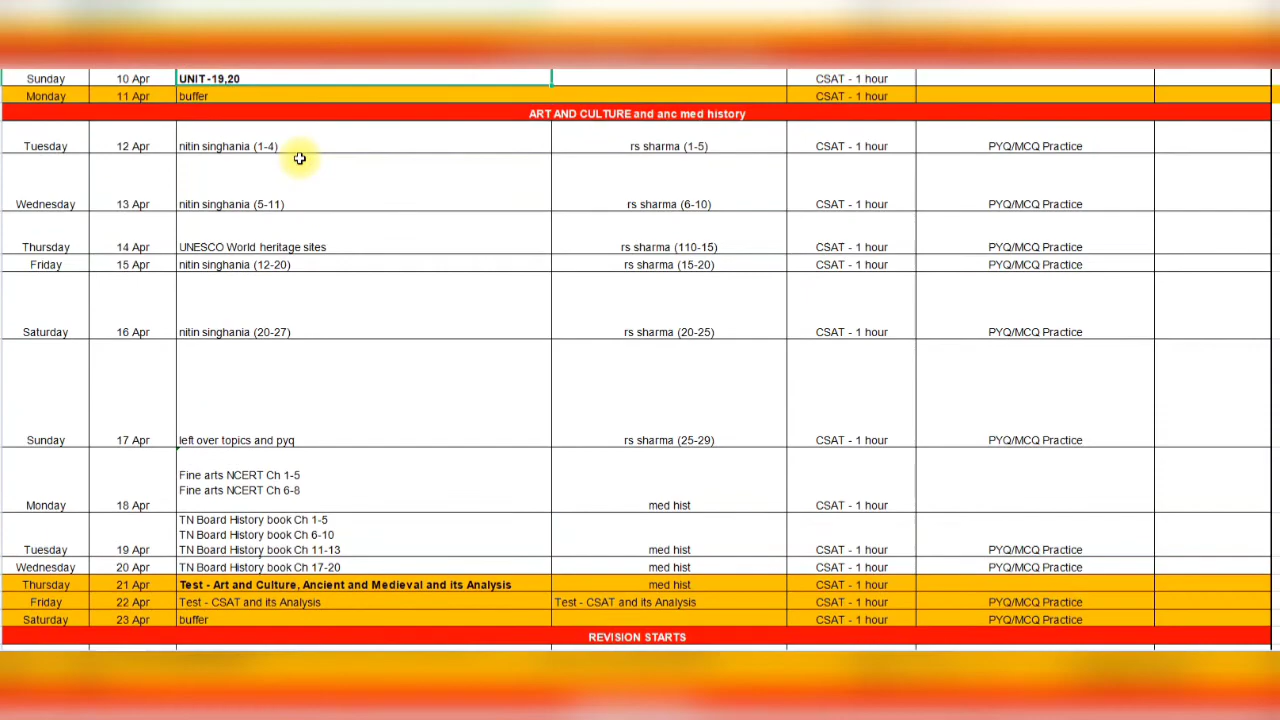 Sunday 10 Apr UNIT-19,20 CSAT - 1 hour
Monday 11 Apr buffer CSAT - 1 hour
ART AND CULTURE and anc med history
Tuesday 12 Apr nitin singhania (1-4) rs sharma (1-5) CSAT - 1 hour PYQ/MCQ Practice
Wednesday 13 Apr nitin singhania (5-11) rs sharma (6-10) CSAT - 1 hour PYQ/MCQ Practice
Thursday 14 Apr UNESCO World heritage sites rs sharma (110-15) CSAT - 1 hour PYQ/MCQ Practice
Friday 15 Apr nitin singhania (12-20) rs sharma (15-20) CSAT - 1 hour PYQ/MCQ Practice
Saturday 16 Apr nitin singhania (20-27) rs sharma (20-25) CSAT - 1 hour PYQ/MCQ Practice
Sunday 17 Apr left over topics and pyq rs sharma (25-29) CSAT - 1 hour PYQ/MCQ Practice
Fine arts NCERT Ch 1-5
Fine arts NCERT Ch 6-8
Monday 18 Apr med hist CSAT - 1 hour
TN Board History book Ch 1-5
TN Board History book Ch 6-10
Tuesday 19 Apr TN Board History book Ch 11-13 med hist CSAT - 1 hour PYQ/MCQ Practice
Wednesday 20 Apr TN Board History book Ch 17-20 med hist CSAT - 1 hour PYQ/MCQ Practice
Thursday 21 Apr Test - Art and Culture, Ancient and Medieval and its Analysis med hist CSAT - 1 hour
Friday 22 Apr Test - CSAT and its Analysis Test - CSAT and its Analysis CSAT - 1 hour PYQ/MCQ Practice
Saturday 23 Apr buffer CSAT - 1 hour PYQ/MCQ Practice
REVISION STARTS